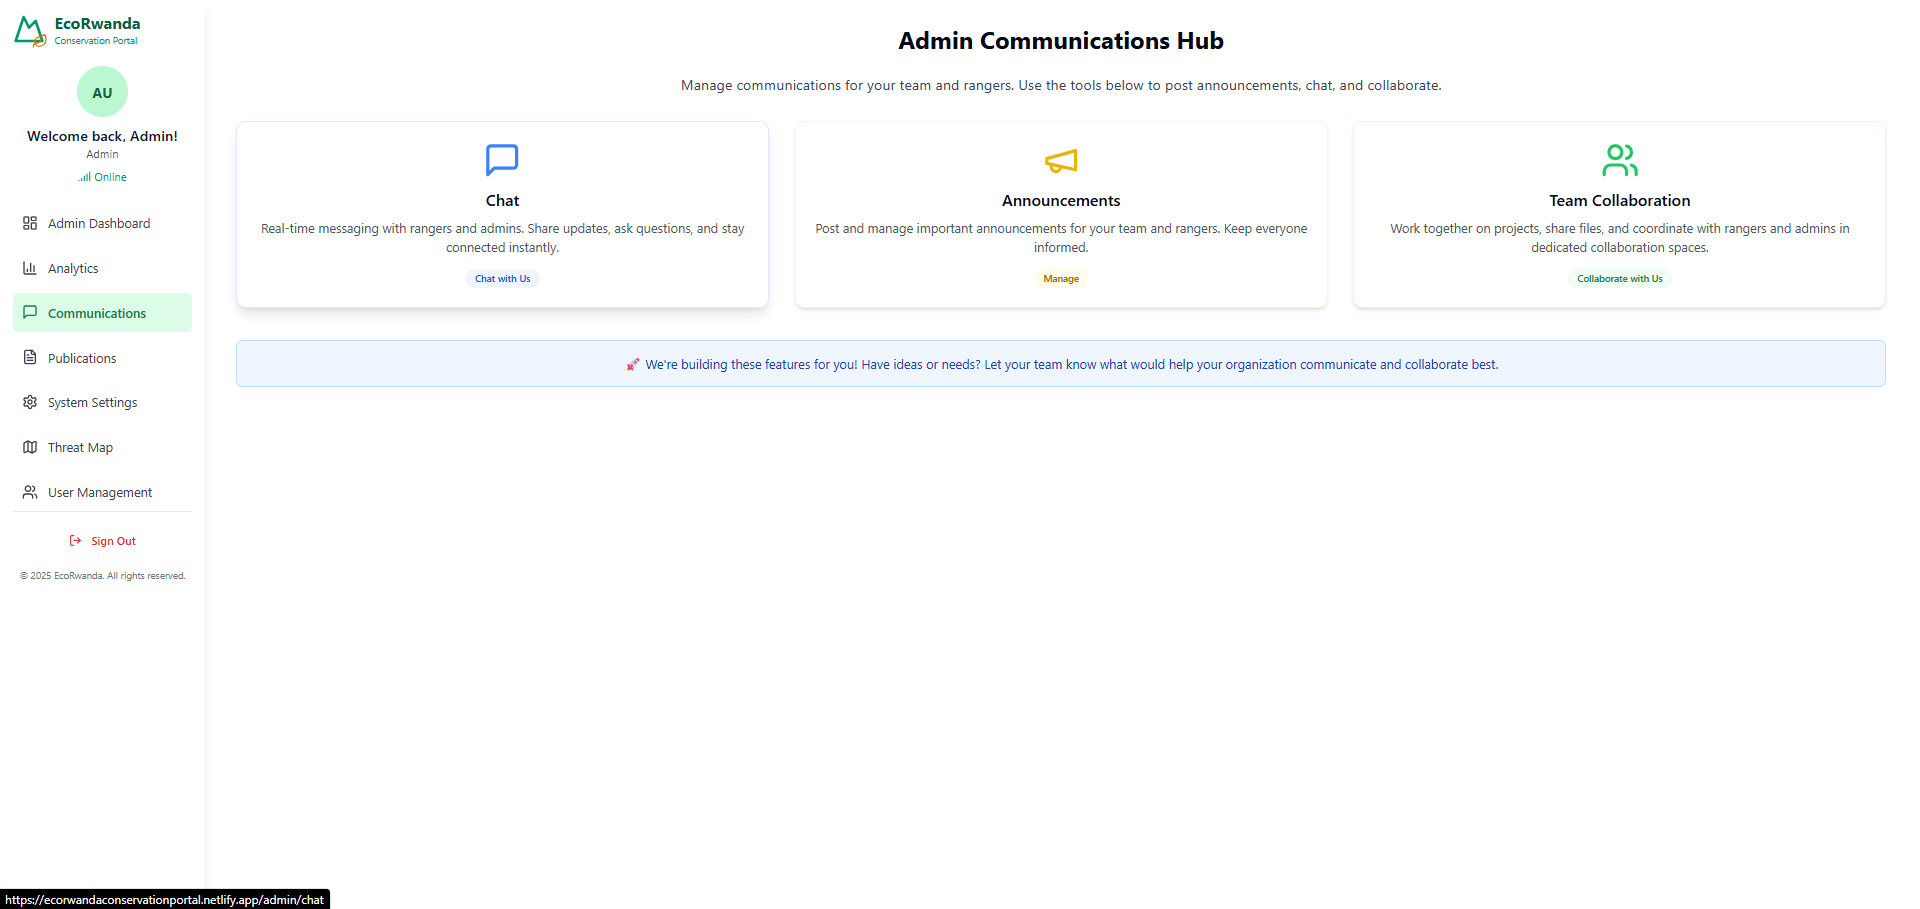 EcoRwanda
Conservation Portal
AU
Welcome back, Admin!
Admin
Online
Admin Dashboard
Analytics
Communications
Publications
System Settings
Threat Map
User Management
Sign Out
© 2025 EcoRwanda. All rights reserved.
Admin Communications Hub
Manage communications for your team and rangers. Use the tools below to post announcements, chat, and collaborate.
Chat
Real-time messaging with rangers and admins. Share updates, ask questions, and stay
connected instantly.
Chat with Us
Announcements
Post and manage important announcements for your team and rangers. Keep everyone
informed.
Manage
Team Collaboration
Work together on projects, share files, and coordinate with rangers and admins in
dedicated collaboration spaces.
Collaborate with Us
🚀 We're building these features for you! Have ideas or needs? Let your team know what would help your organization communicate and collaborate best.
https://ecorwandaconservationportal.netlify.app/admin/chat